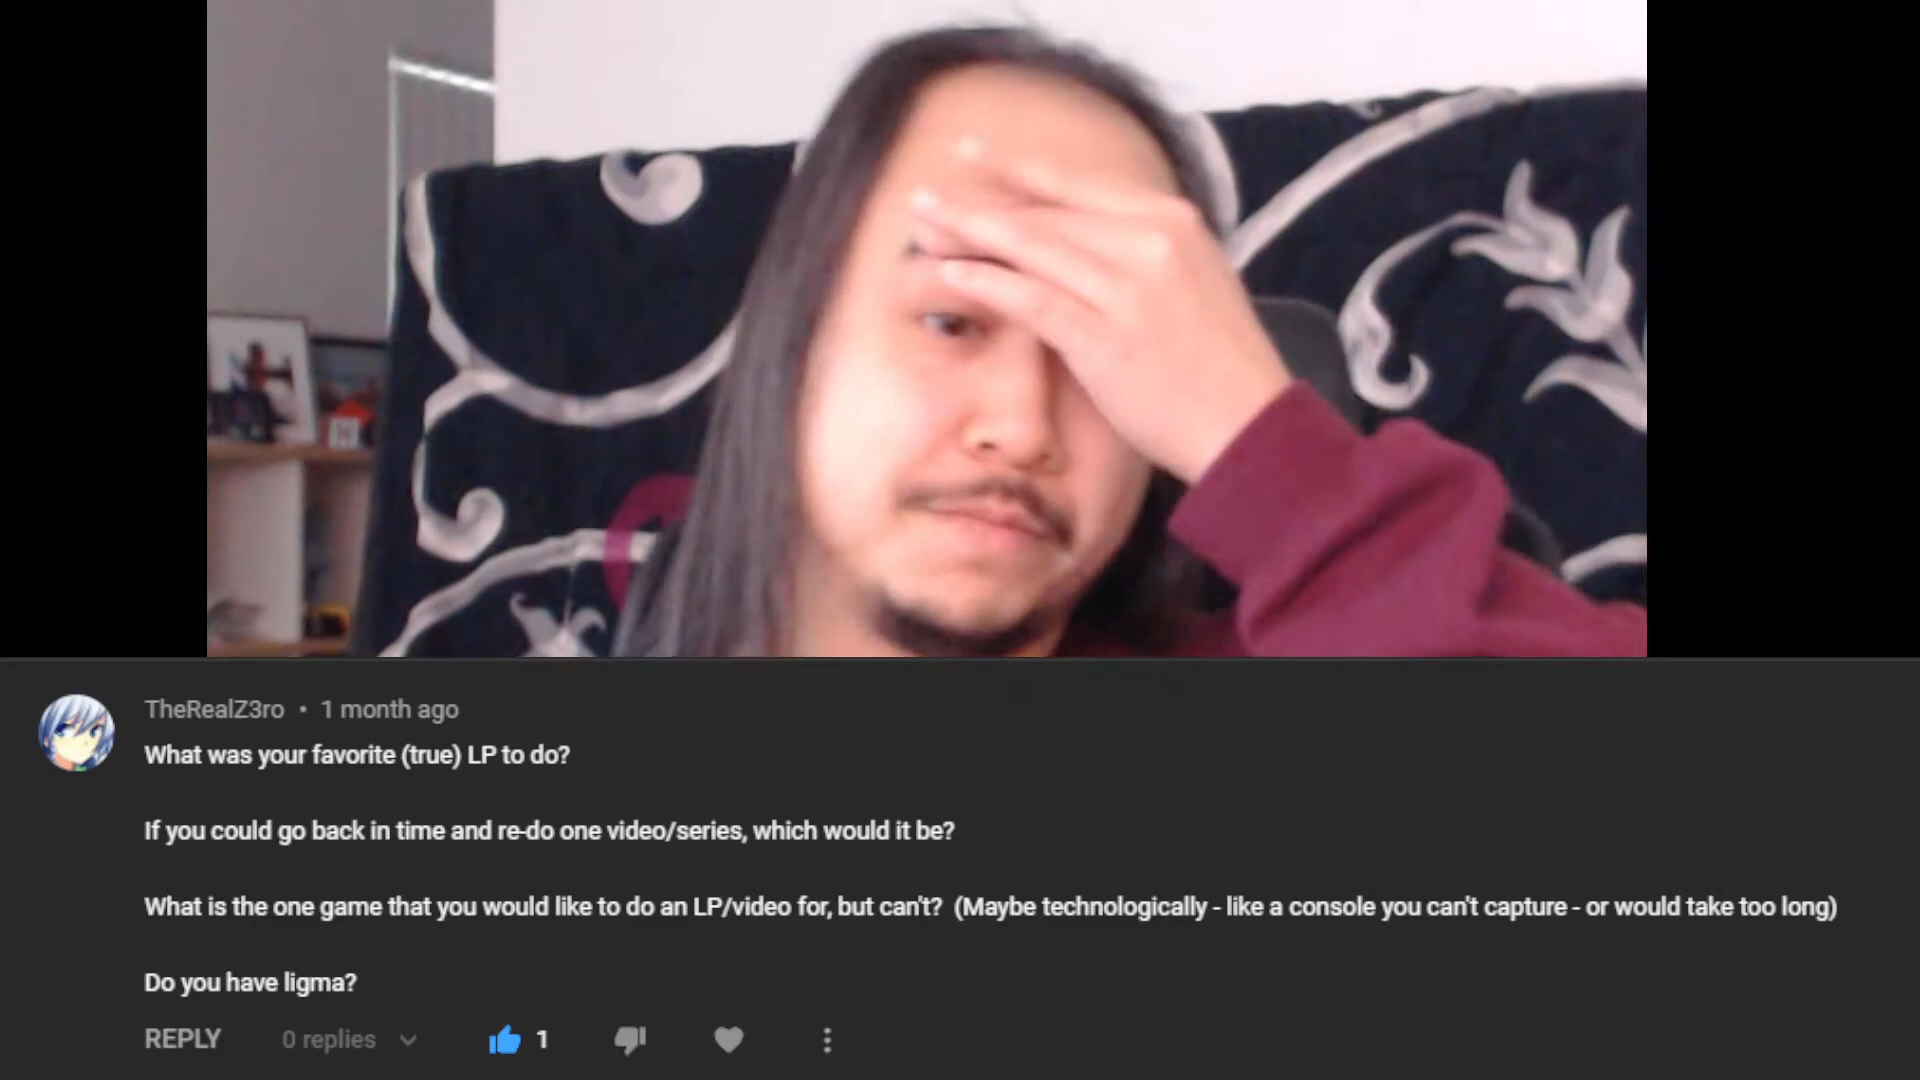 TheRealZ3ro • 1 month ago
What was your favorite (true) LP to do?
If you could go back in time and re-do one video/series, which would it be?
What is the one game that you would like to do an LP/video for, but can't?  (Maybe technologically - like a console you can't capture - or would take too long)
Do you have ligma?
REPLY 0 replies 1